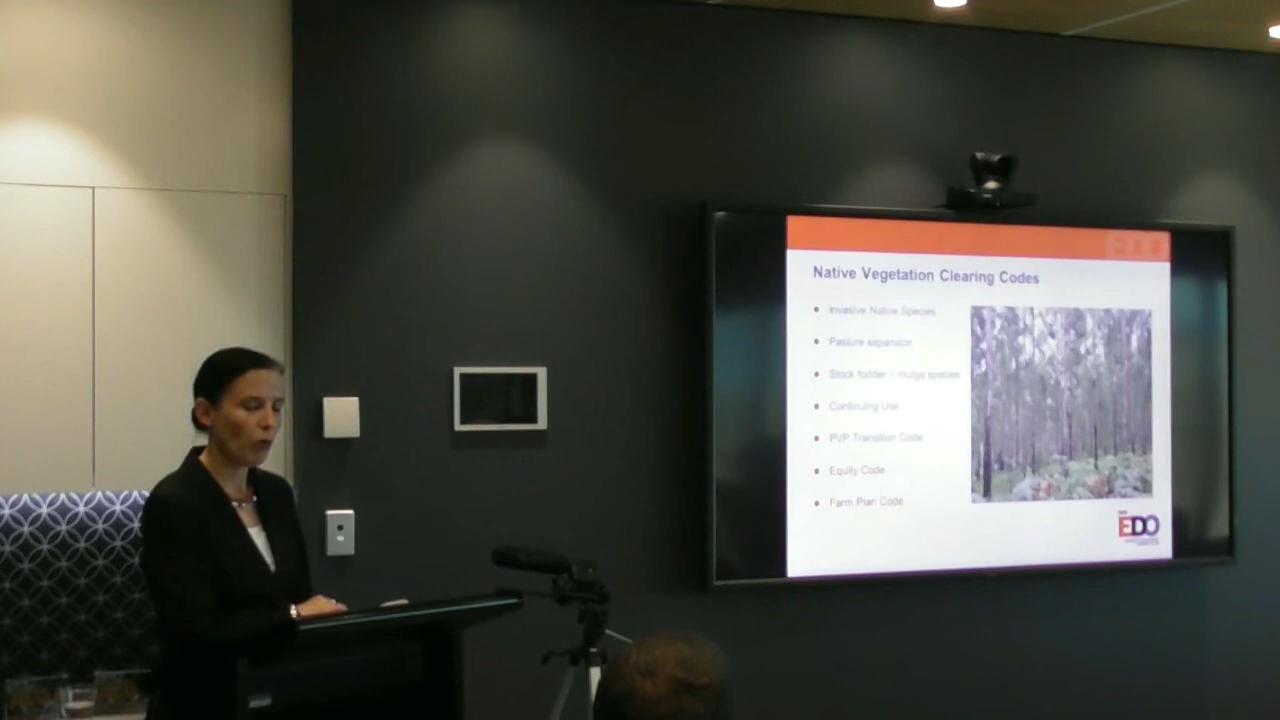 Native Vegetation Clearing Codes
Invasive Native Species
Pasture expansion
Stock fodder – mulga species
Continuing Use
PVP Transition Code
Equity Code
Farm Plan Code
EDO